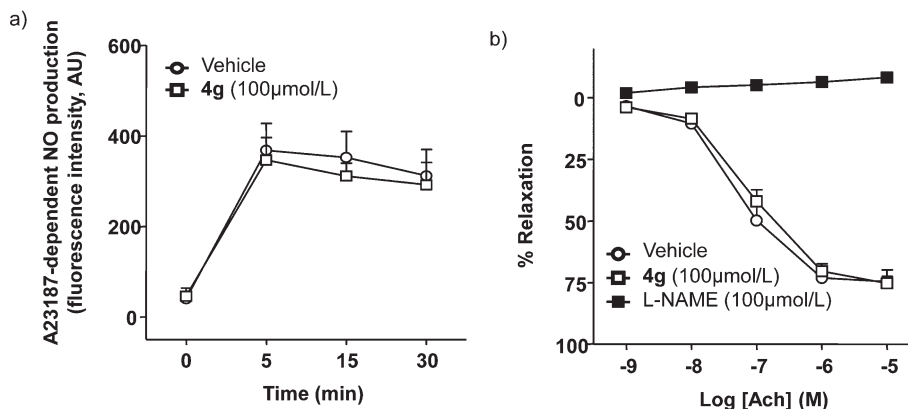 a)
A23187-dependent NO production
(fluorescence intensity, AU)
600
400
200
0
Vehicle
4g (100µmol/L)
0 5 15 30
Time (min)
b)
% Relaxation
0
25
50
75
100
Vehicle
4g (100µmol/L)
L-NAME (100µmol/L)
-9 -8 -7 -6 -5
Log [Ach] (M)